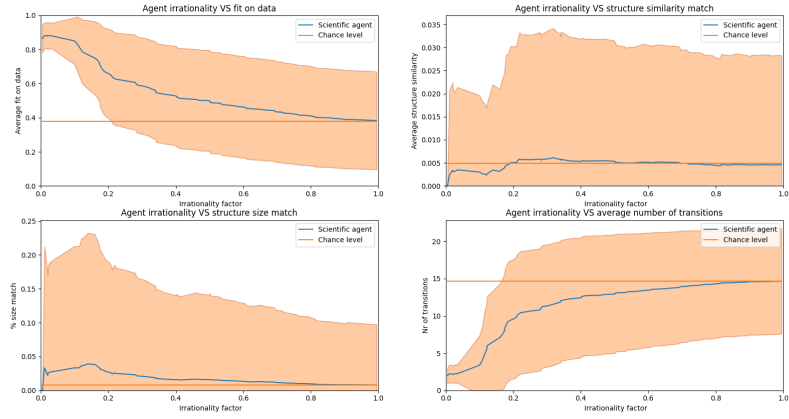 Agent irrationality VS fit on data
Scientific agent
Chance level
Average fit on data
1.0
0.8
0.6
0.4
0.2
0.0
0.0 0.2 0.4 0.6 0.8 1.0
Irrationality factor
Agent irrationality VS structure similarity match
Scientific agent
Chance level
Average structure similarity
0.035
0.030
0.025
0.020
0.015
0.010
0.005
0.000
0.0 0.2 0.4 0.6 0.8 1.0
Irrationality factor
Agent irrationality VS structure size match
Scientific agent
Chance level
% size match
0.25
0.20
0.15
0.10
0.05
0.00
0.0 0.2 0.4 0.6 0.8 1.0
Irrationality factor
Agent irrationality VS average number of transitions
Scientific agent
Chance level
Nr of transitions
20
15
10
5
0
0.0 0.2 0.4 0.6 0.8 1.0
Irrationality factor